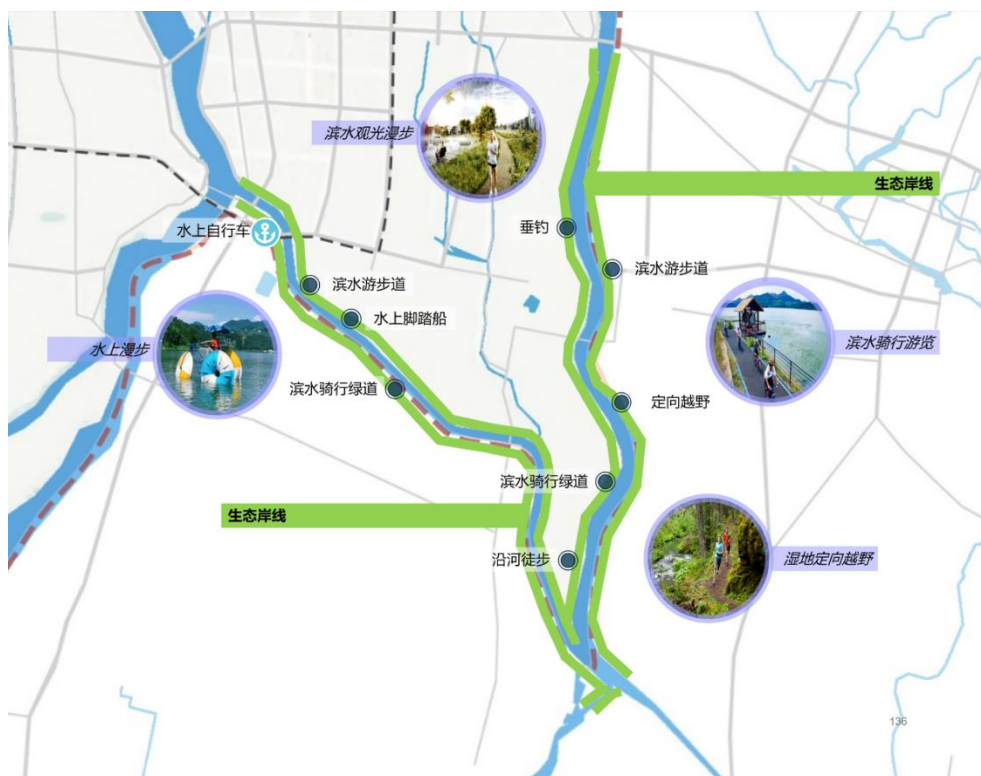 滨水观光漫步
生态岸线
垂钓
水上自行车
滨水游步道
滨水游步道
水上脚踏船
水上漫步
滨水骑行游览
滨水骑行绿道
定向越野
滨水骑行绿道
生态岸线
沿河徒步
湿地定向越野
136